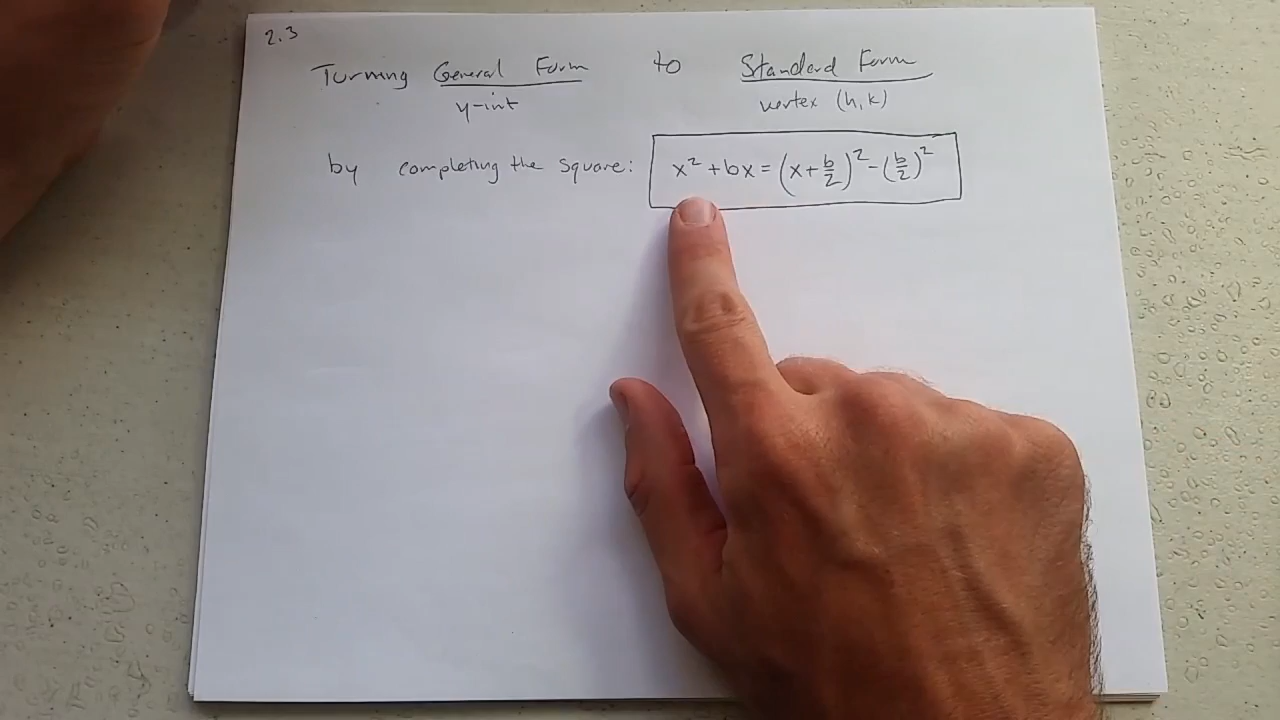 2.3
Turning General Form to Standard Form
y-int vertex (h,k)
by completing the square: x² + bx = (x + b/2)² - (b/2)²